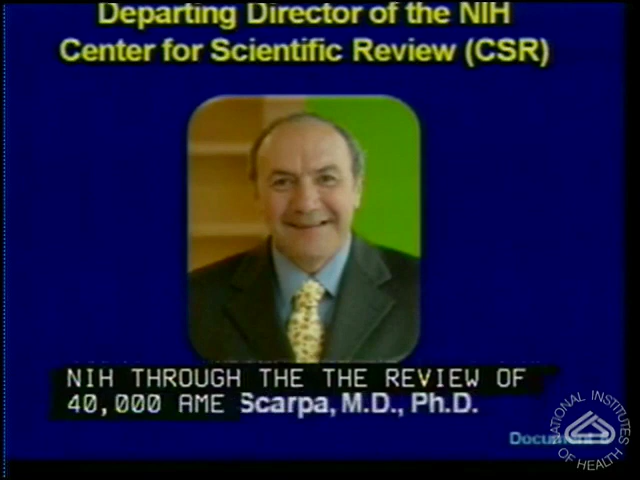 Departing Director of the NIH
Center for Scientific Review (CSR)
NIH THROUGH THE THE REVIEW OF
40,000 AME Scarpa, M.D., Ph.D.
Document
NATIONAL INSTITUTES
OF HEALTH